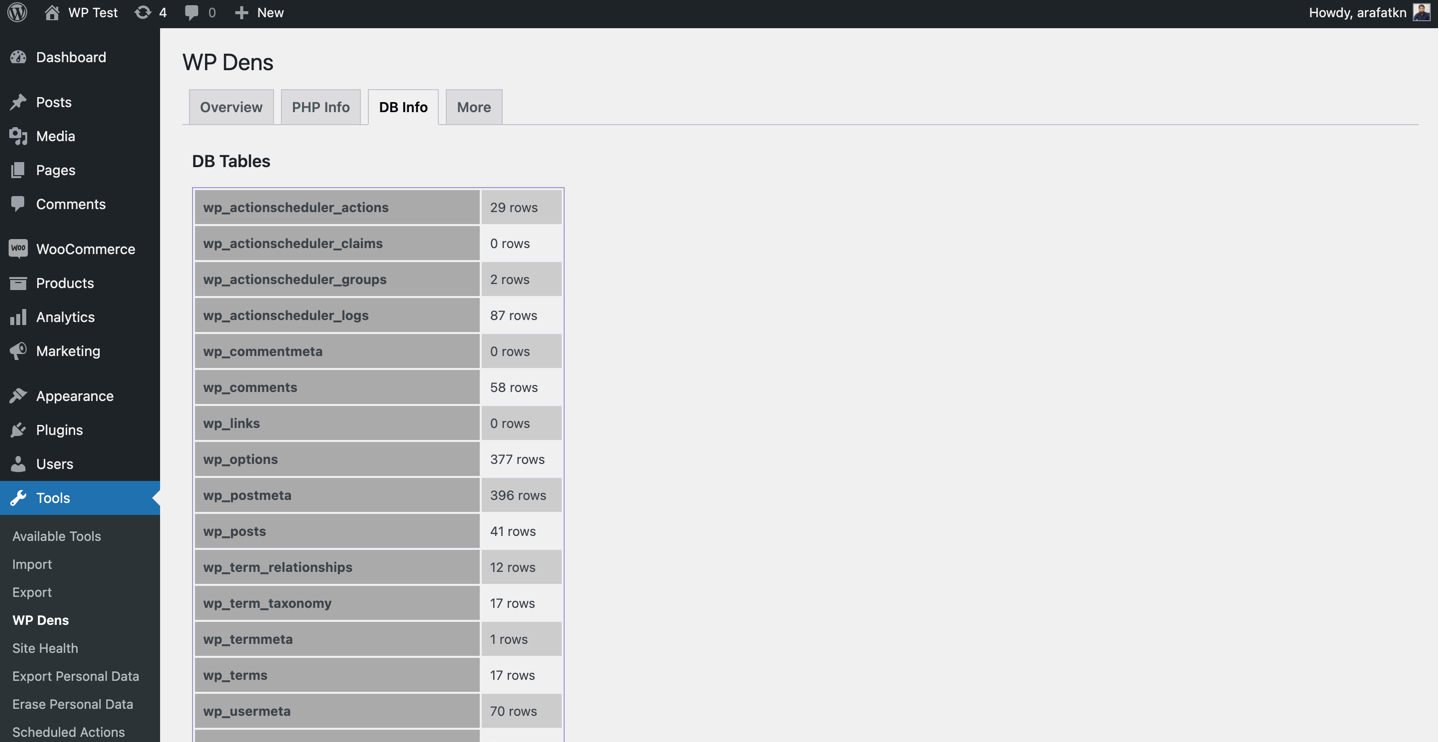 WP Test 4 0 New Howdy, arafatkn
Dashboard
Posts
Media
Pages
Comments
woo WooCommerce
Products
Analytics
Marketing
Appearance
Plugins
Users
Tools
Available Tools
Import
Export
WP Dens
Site Health
Export Personal Data
Erase Personal Data
Scheduled Actions
WP Dens
Overview PHP Info DB Info More
DB Tables
wp_actionscheduler_actions 29 rows
wp_actionscheduler_claims 0 rows
wp_actionscheduler_groups 2 rows
wp_actionscheduler_logs 87 rows
wp_commentmeta 0 rows
wp_comments 58 rows
wp_links 0 rows
wp_options 377 rows
wp_postmeta 396 rows
wp_posts 41 rows
wp_term_relationships 12 rows
wp_term_taxonomy 17 rows
wp_termmeta 1 rows
wp_terms 17 rows
wp_usermeta 70 rows